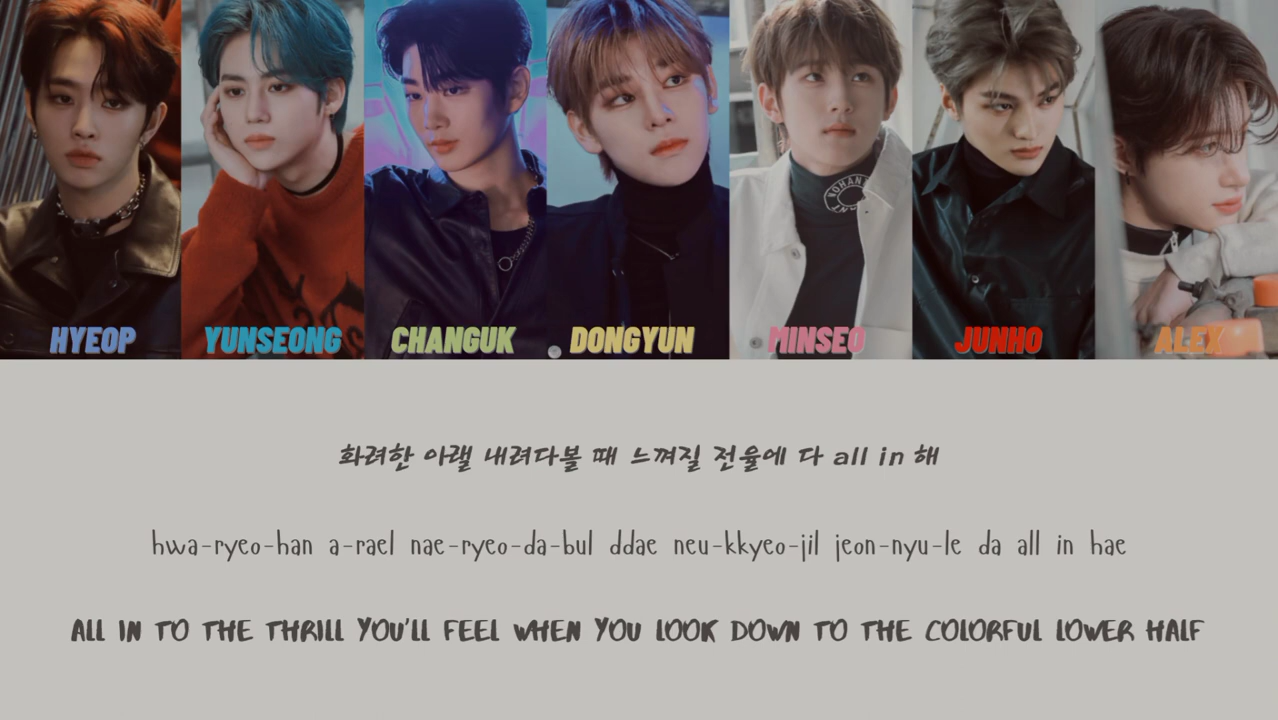 HYEOP YUNSEONG CHANGUK DONGYUN MINSEO JUNHO ALEX
화려한 아랠 내려다볼 때 느껴질 전율에 다 all in 해
hwa-ryeo-han a-rael nae-ryeo-da-bul ddae neu-kkyeo-jil jeon-nyu-le da all in hae
ALL IN TO THE THRILL YOU'LL FEEL WHEN YOU LOOK DOWN TO THE COLORFUL LOWER HALF